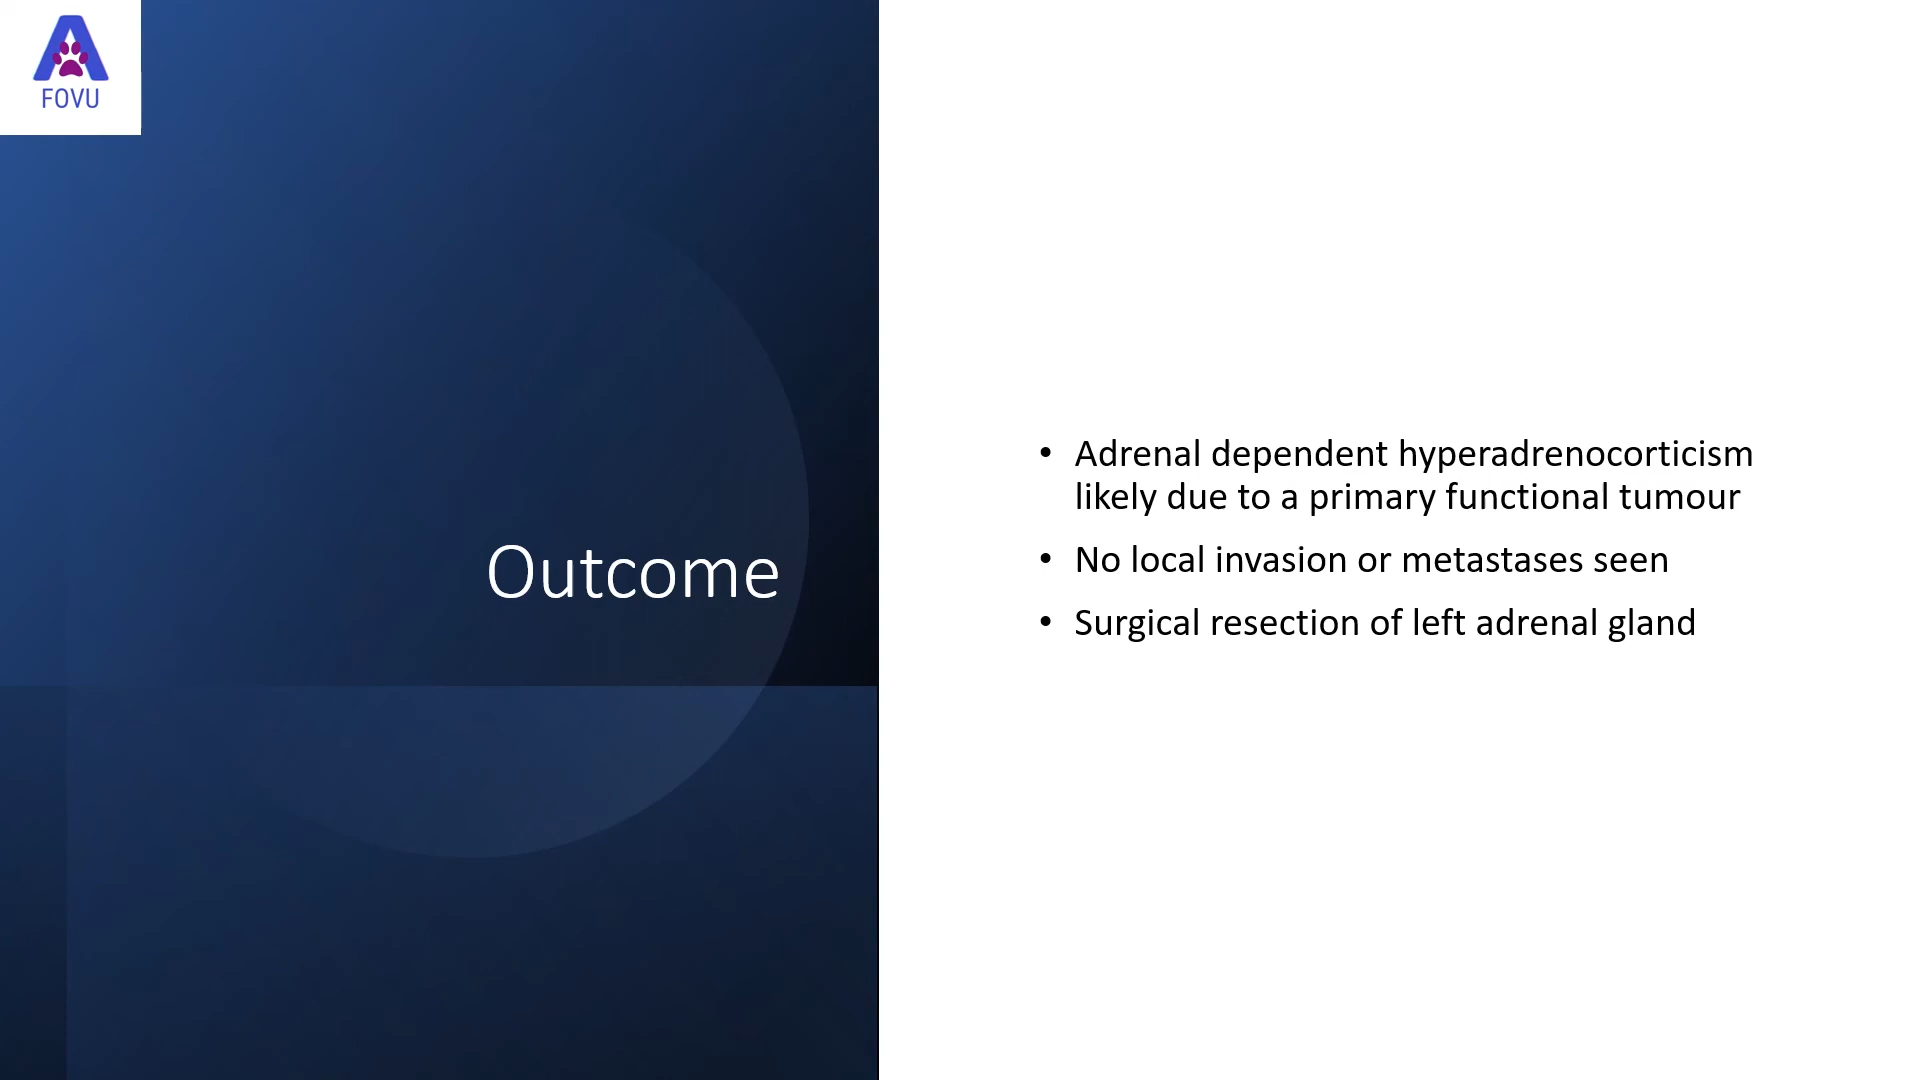 A
FOVU
Outcome
• Adrenal dependent hyperadrenocorticism
likely due to a primary functional tumour
• No local invasion or metastases seen
• Surgical resection of left adrenal gland